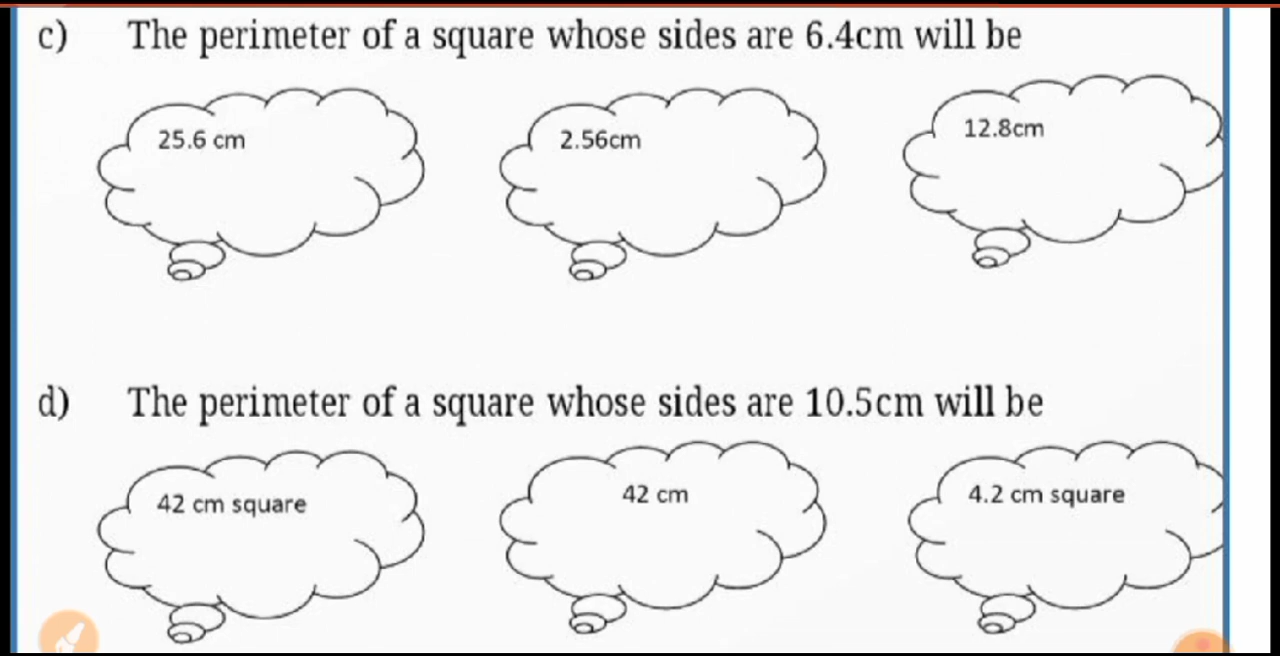 c) The perimeter of a square whose sides are 6.4cm will be
25.6 cm 2.56cm 12.8cm
d) The perimeter of a square whose sides are 10.5cm will be
42 cm square 42 cm 4.2 cm square